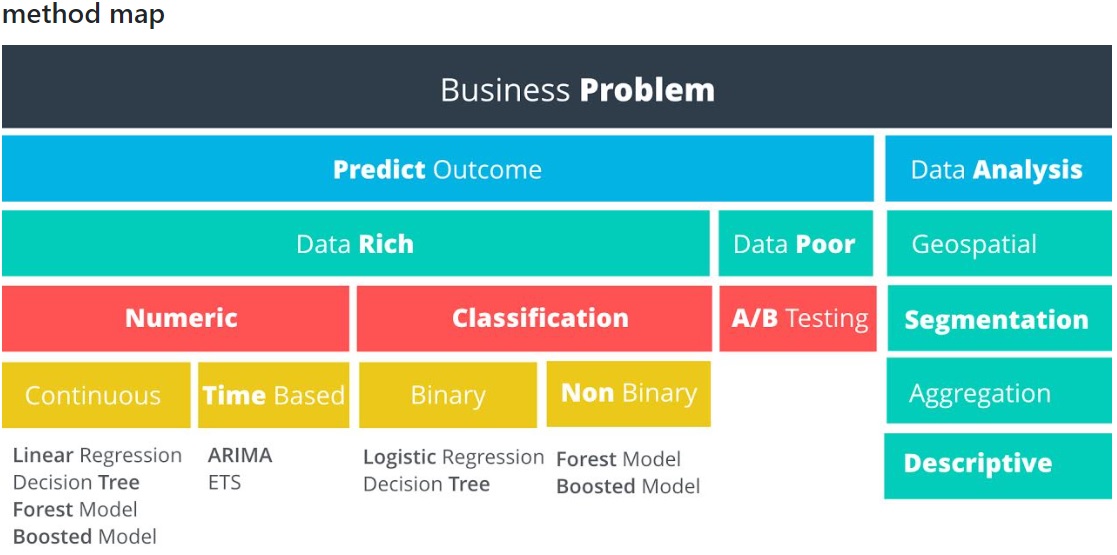 method map
Business Problem
Predict Outcome
Data Analysis
Data Rich
Data Poor
Geospatial
Numeric
Classification
A/B Testing
Segmentation
Continuous
Time Based
Binary
Non Binary
Aggregation
Linear Regression
Decision Tree
Forest Model
Boosted Model
ARIMA
ETS
Logistic Regression
Decision Tree
Forest Model
Boosted Model
Descriptive